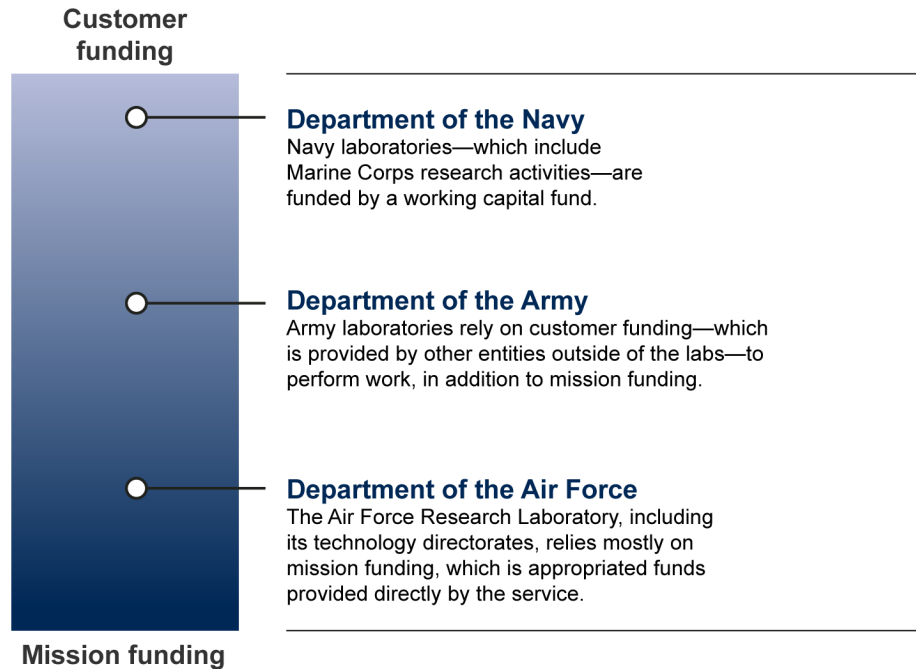 Customer
funding
Department of the Navy
Navy laboratories—which include
Marine Corps research activities—are
funded by a working capital fund.
Department of the Army
Army laboratories rely on customer funding—which
is provided by other entities outside of the labs—to
perform work, in addition to mission funding.
Department of the Air Force
The Air Force Research Laboratory, including
its technology directorates, relies mostly on
mission funding, which is appropriated funds
provided directly by the service.
Mission funding